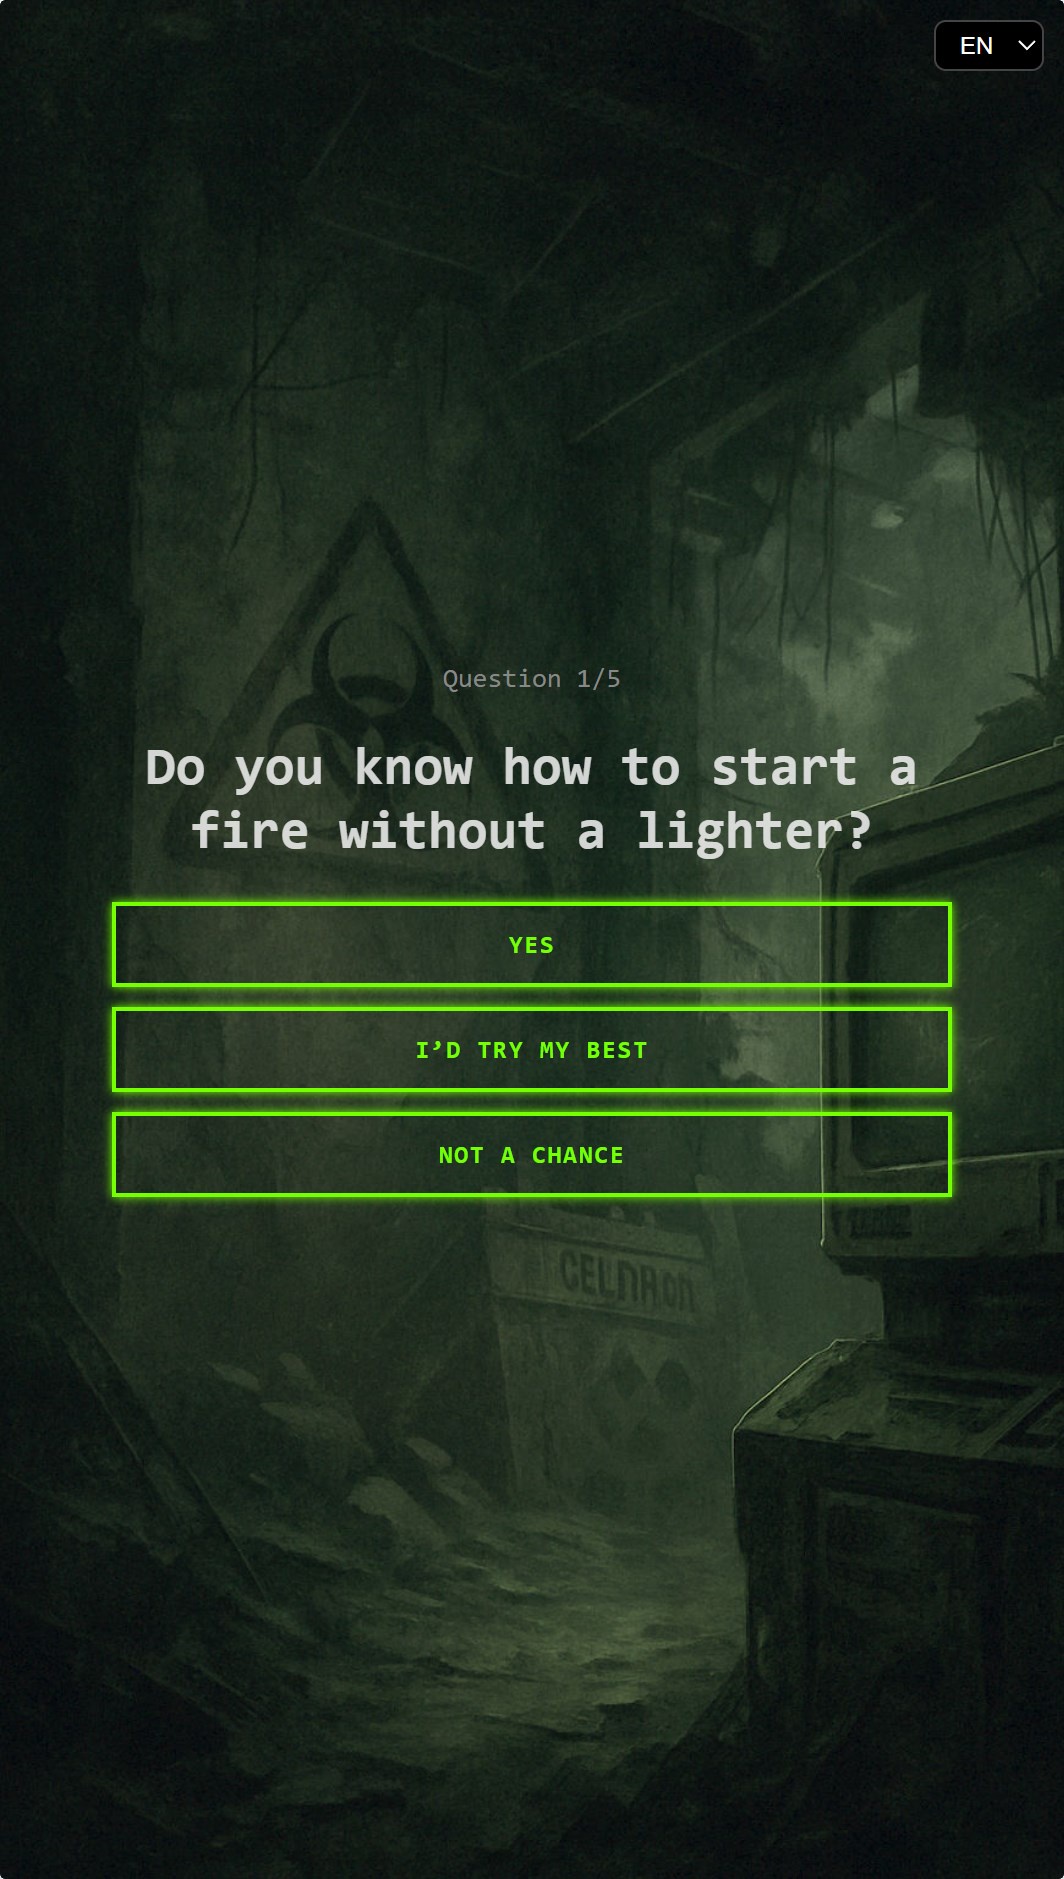 EN
Question 1/5
Do you know how to start a
fire without a lighter?
YES
I’D TRY MY BEST
NOT A CHANCE